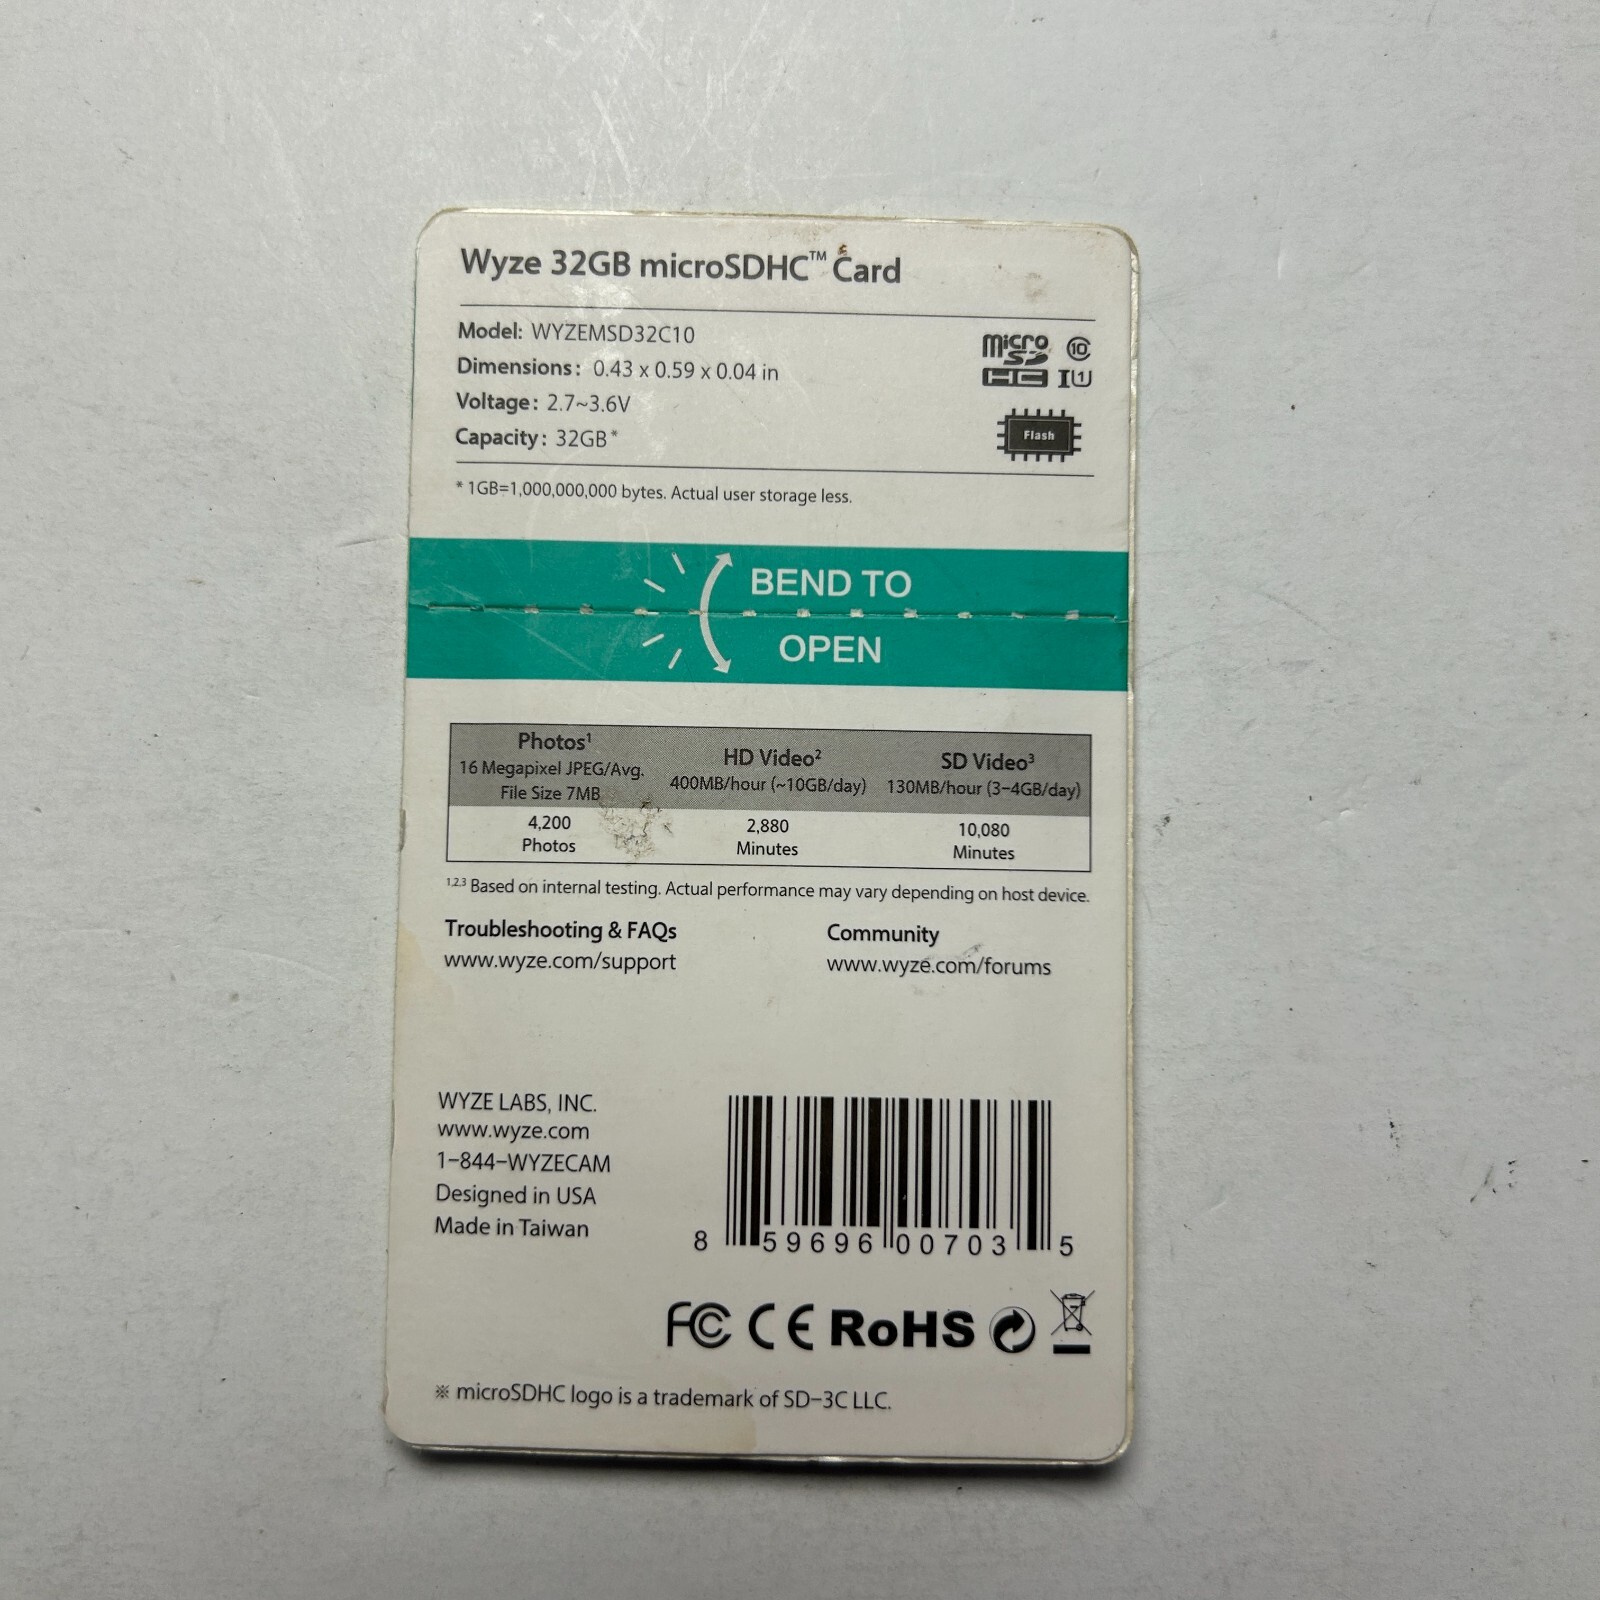 Wyze 32GB microSDHC™ Card
Model: WYZEMSD32C10
Dimensions: 0.43 x 0.59 x 0.04 in
Voltage: 2.7~3.6V
Capacity: 32GB*
micro SD HC 10 I U1
Flash
* 1GB=1,000,000,000 bytes. Actual user storage less.
BEND TO
OPEN
Photos¹ HD Video² SD Video³
16 Megapixel JPEG/Avg. 400MB/hour (~10GB/day) 130MB/hour (3-4GB/day)
File Size 7MB
4,200 2,880 10,080
Photos Minutes Minutes
1,2,3 Based on internal testing. Actual performance may vary depending on host device.
Troubleshooting & FAQs Community
www.wyze.com/support www.wyze.com/forums
WYZE LABS, INC.
www.wyze.com
1-844-WYZECAM
Designed in USA
Made in Taiwan
8 59696 00703 5
FC CE RoHS
※ microSDHC logo is a trademark of SD-3C LLC.